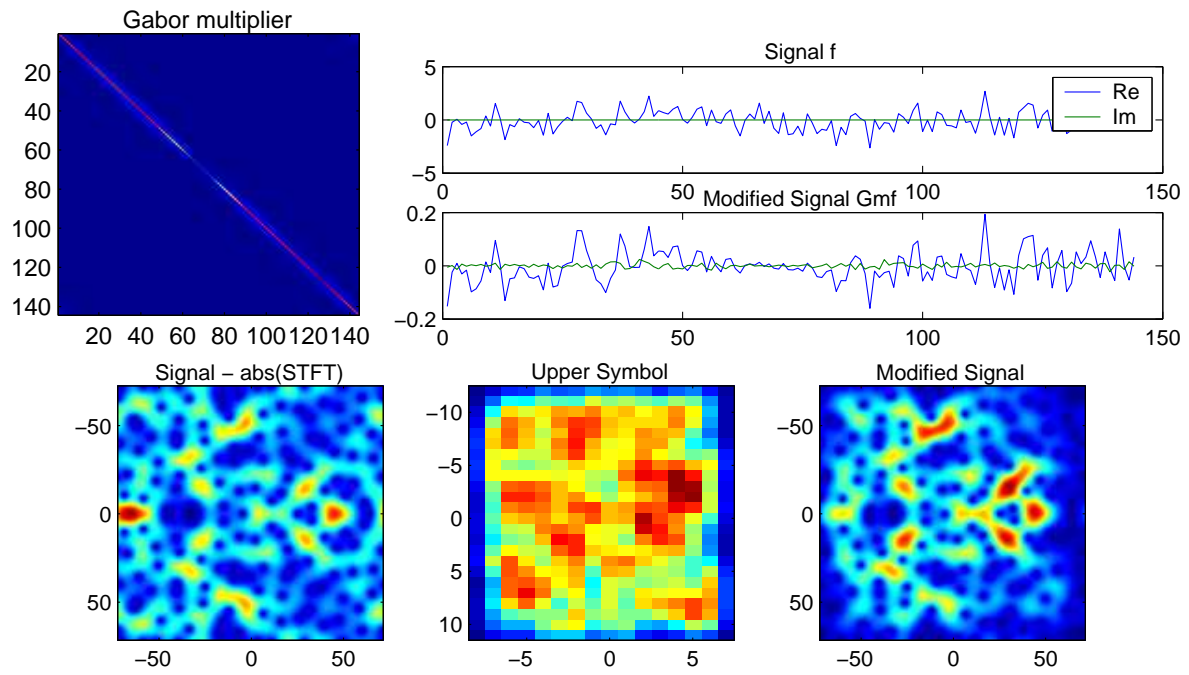 Gabor multiplier
20
40
60
80
100
120
140
20 40 60 80 100 120 140
Signal f
5
0
−5
0 50 100 150
Re
Im
Modified Signal Gmf
0.2
0
−0.2
0 50 100 150
Signal − abs(STFT)
−50
0
50
−50 0 50
Upper Symbol
−10
−5
0
5
10
−5 0 5
Modified Signal
−50
0
50
−50 0 50